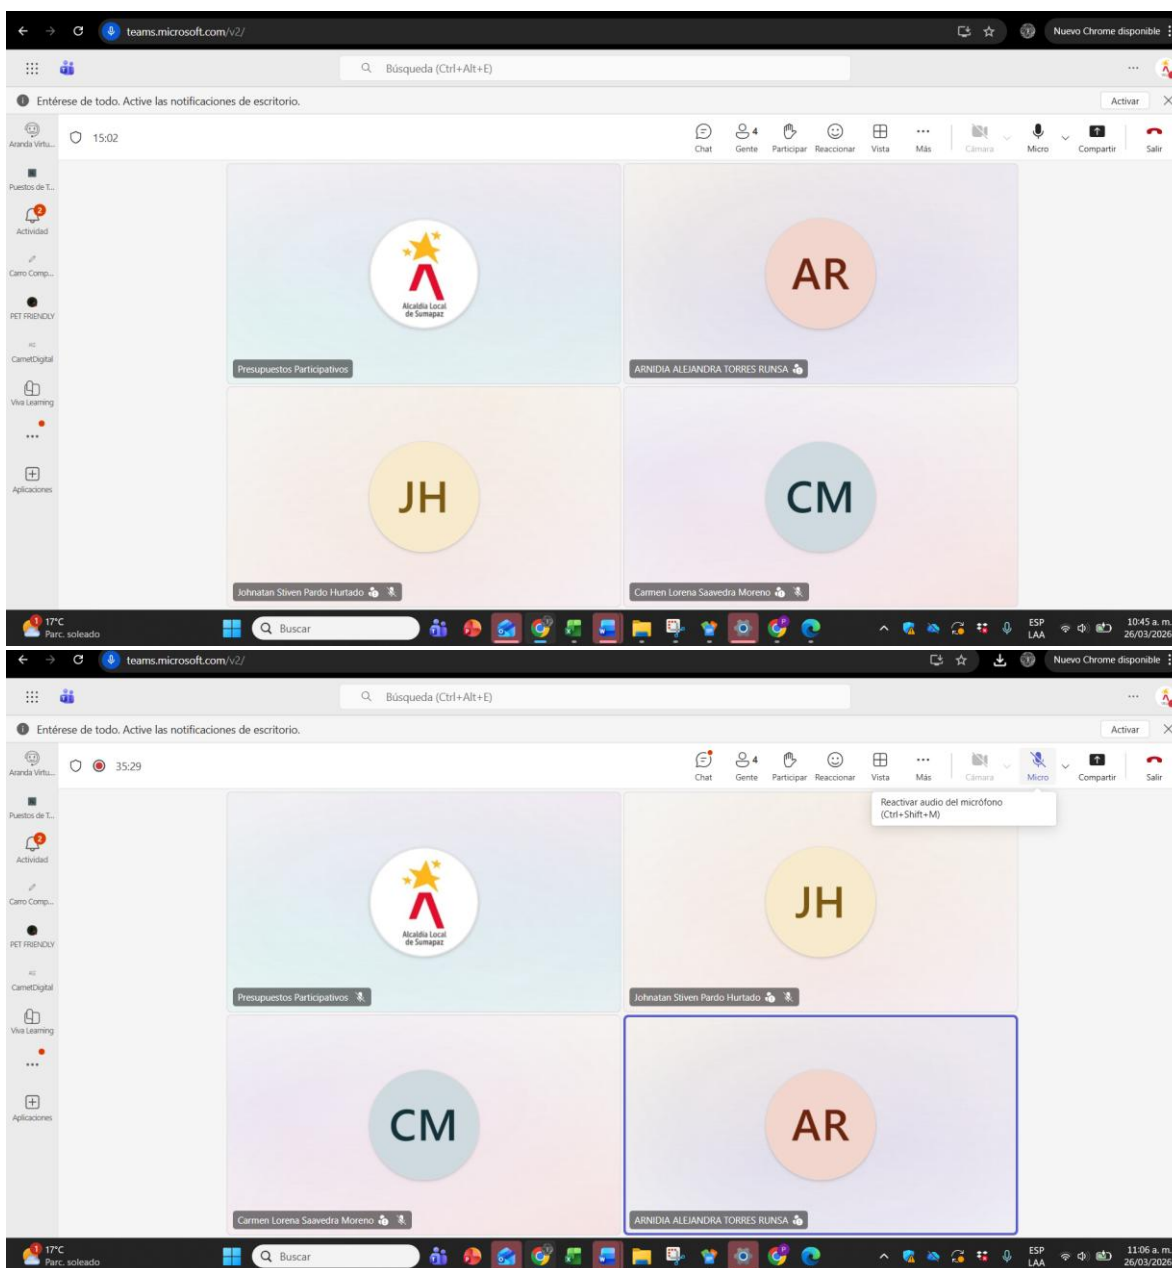 teams.microsoft.com/v2/
Nuevo Chrome disponible
Búsqueda (Ctrl+Alt+E)
Entérese de todo. Active las notificaciones de escritorio.
Activar
Aranda Virtu...
15:02
4
Chat Gente Participar Reaccionar Vista Más Cámara Micro Compartir Salir
Puestos de T...
2
Actividad
Carro Comp...
PET FRIENDLY
CarnetDigital
Viva Learning
Aplicaciones
Alcaldía Local
de Sumapaz
Presupuestos Participativos
AR
ARNIDIA ALEJANDRA TORRES RUNSA
JH
Johnatan Stiven Pardo Hurtado
CM
Carmen Lorena Saavedra Moreno
1
17°C
Parc. soleado
Buscar
ESP
LAA
10:45 a. m.
26/03/2026
teams.microsoft.com/v2/
Nuevo Chrome disponible
Búsqueda (Ctrl+Alt+E)
Entérese de todo. Active las notificaciones de escritorio.
Activar
Aranda Virtu...
35:29
4
Chat Gente Participar Reaccionar Vista Más Cámara Micro Compartir Salir
Reactivar audio del micrófono
(Ctrl+Shift+M)
Puestos de T...
2
Actividad
Carro Comp...
PET FRIENDLY
CarnetDigital
Viva Learning
Aplicaciones
Alcaldía Local
de Sumapaz
Presupuestos Participativos
JH
Johnatan Stiven Pardo Hurtado
CM
Carmen Lorena Saavedra Moreno
AR
ARNIDIA ALEJANDRA TORRES RUNSA
1
17°C
Parc. soleado
Buscar
ESP
LAA
11:06 a. m.
26/03/2026